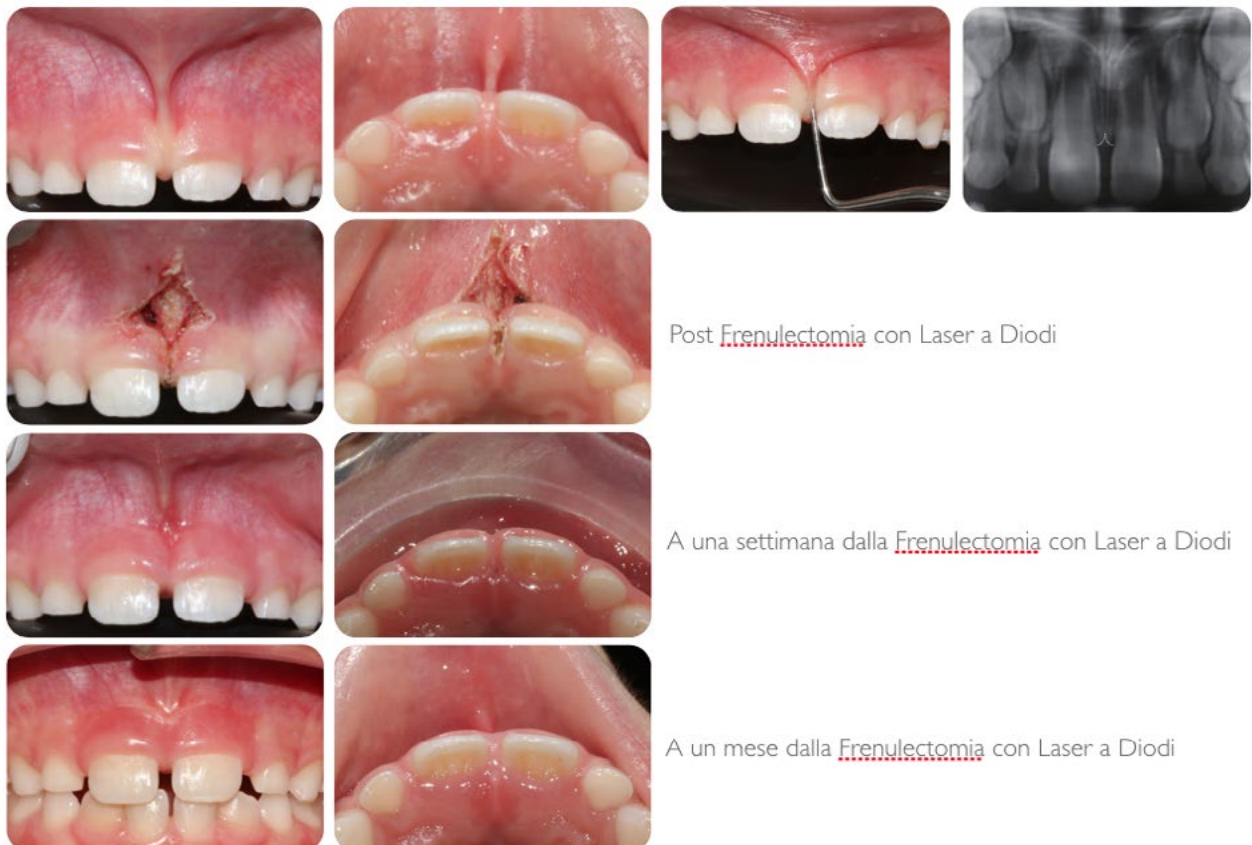 Post Frenulectomia con Laser a Diodi
A una settimana dalla Frenulectomia con Laser a Diodi
A un mese dalla Frenulectomia con Laser a Diodi